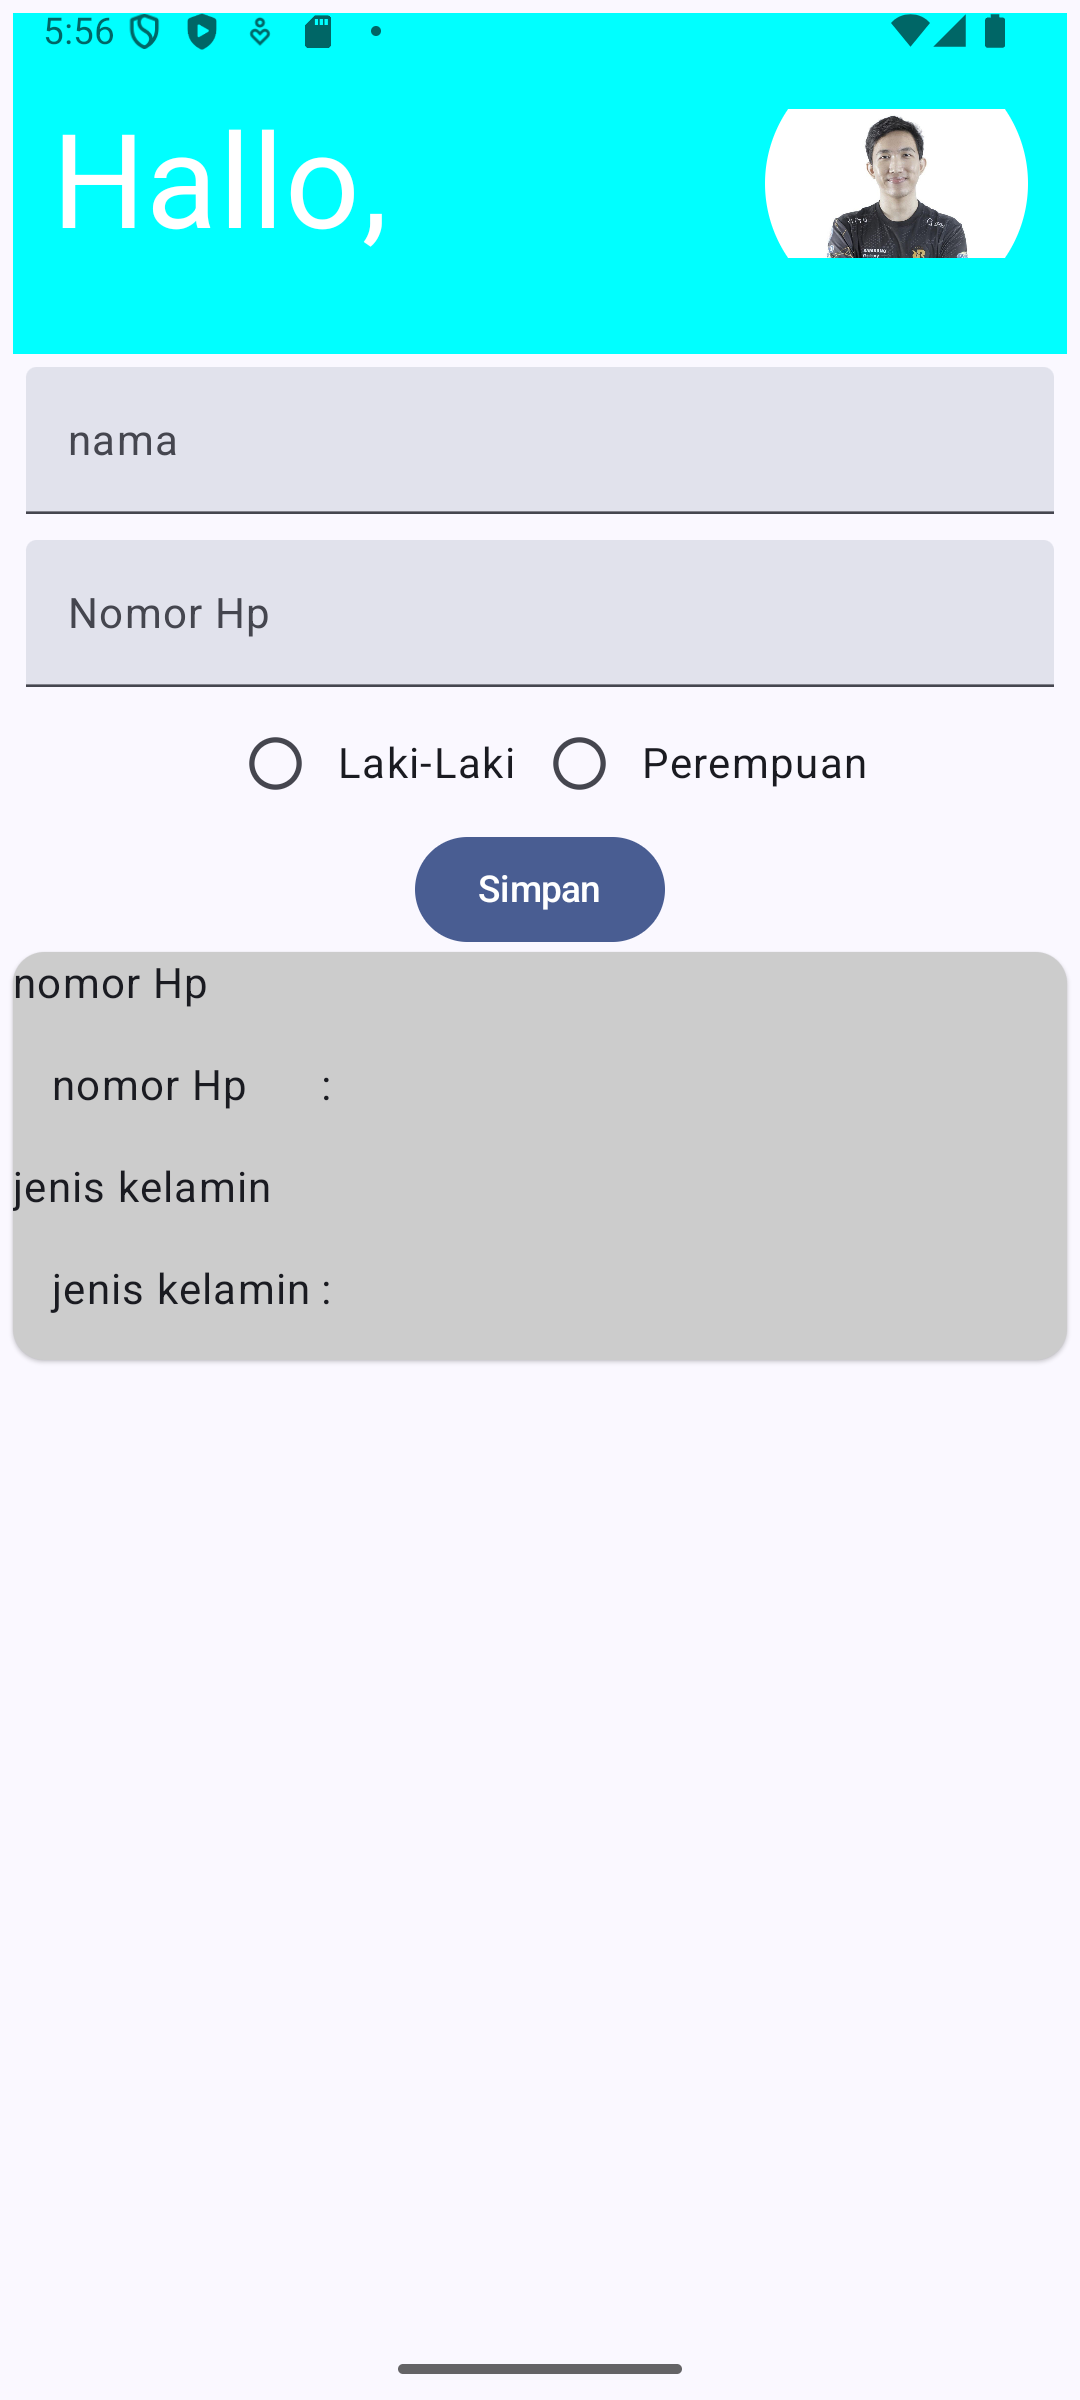 5:56
Hallo,
nama
Nomor Hp
Laki-Laki Perempuan
Simpan
nomor Hp
nomor Hp :
jenis kelamin
jenis kelamin :